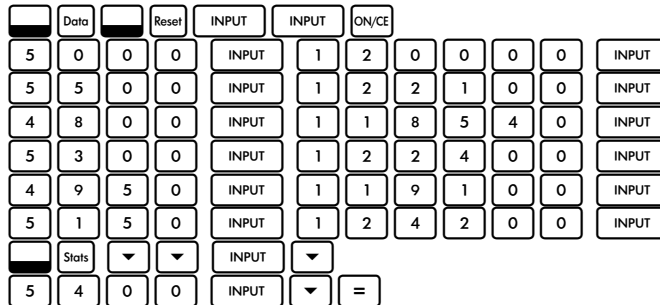 Data Reset INPUT INPUT ON/CE
5 0 0 0 INPUT 1 2 0 0 0 0 INPUT
5 5 0 0 INPUT 1 2 2 1 0 0 INPUT
4 8 0 0 INPUT 1 1 8 5 4 0 INPUT
5 3 0 0 INPUT 1 2 2 4 0 0 INPUT
4 9 5 0 INPUT 1 1 9 1 0 0 INPUT
5 1 5 0 INPUT 1 2 4 2 0 0 INPUT
Stats INPUT
5 4 0 0 INPUT =